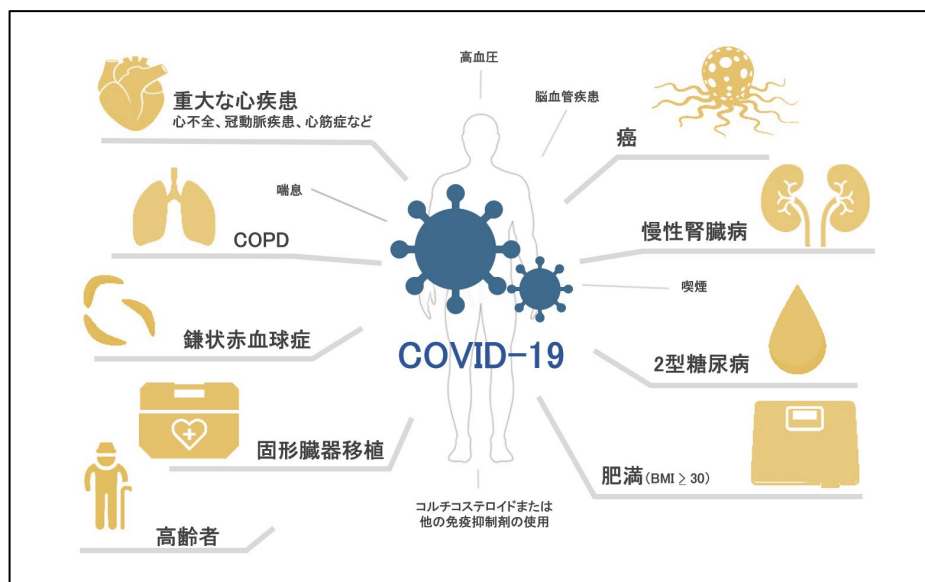 高血圧
脳血管疾患
重大な心疾患
心不全、冠動脈疾患、心筋症など
癌
喘息
COPD
慢性腎臓病
喫煙
鎌状赤血球症
COVID-19
2型糖尿病
固形臓器移植
肥満(BMI ≥ 30)
コルチコステロイドまたは
他の免疫抑制剤の使用
高齢者